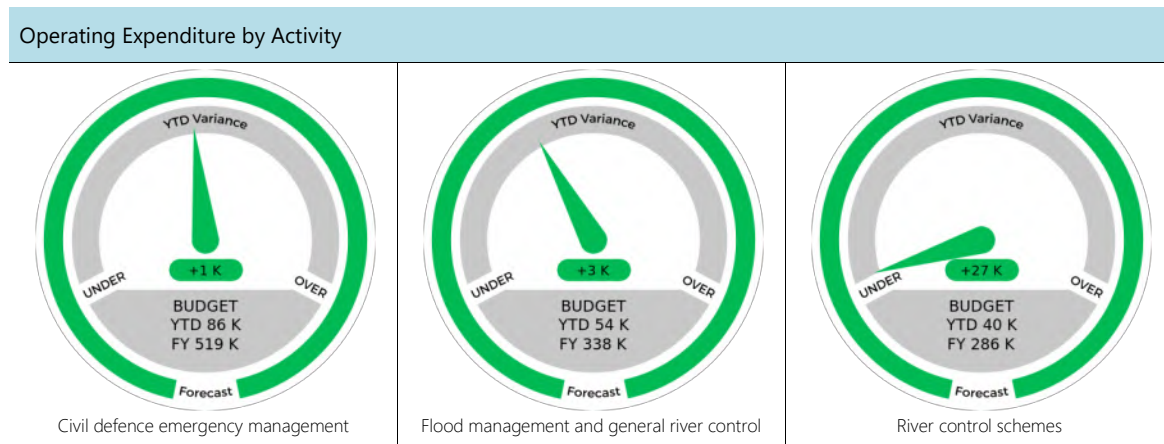 Operating Expenditure by Activity
YTD Variance
+1 K
UNDER
OVER
BUDGET
YTD 86 K
FY 519 K
Forecast
Civil defence emergency management
YTD Variance
+3 K
UNDER
OVER
BUDGET
YTD 54 K
FY 338 K
Forecast
Flood management and general river control
YTD Variance
+27 K
UNDER
OVER
BUDGET
YTD 40 K
FY 286 K
Forecast
River control schemes